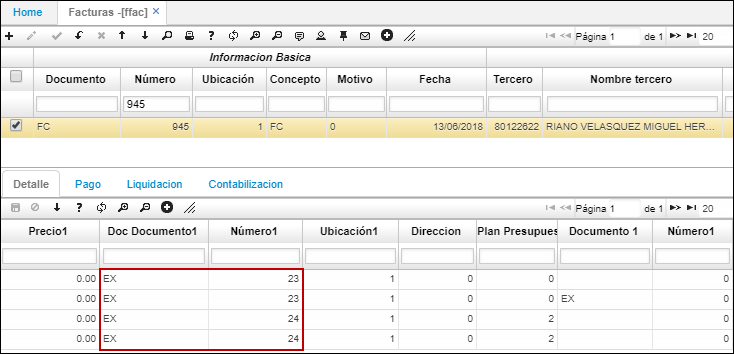 Home Facturas -[ffac] ×
Página 1 de 1 20
Informacion Basica
Documento Número Ubicación Concepto Motivo Fecha Tercero Nombre tercero
945
FC 945 1 FC 0 13/06/2018 80122622 RIANO VELASQUEZ MIGUEL HER...
Detalle Pago Liquidacion Contabilizacion
Página 1 de 1 20
Precio1 Doc Documento1 Número1 Ubicación1 Direccion Plan Presupues Documento 1 Número1
0.00 EX 23 1 0 0 0
0.00 EX 23 1 0 0 EX 0
0.00 EX 24 1 0 2 0
0.00 EX 24 1 0 2 0